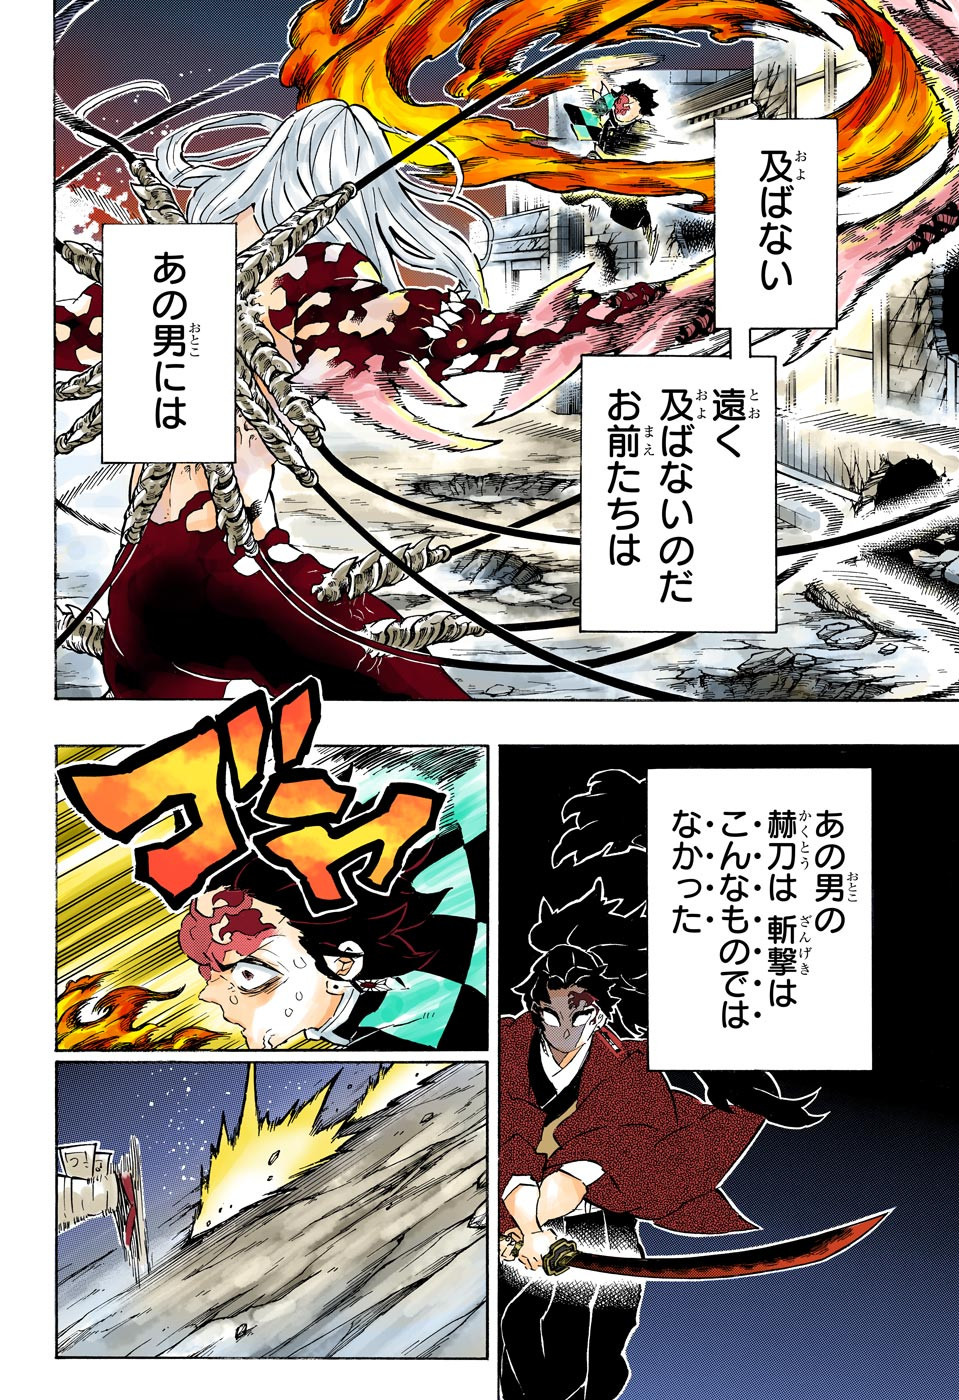 及ばない
遠く
及ばないのだ
お前たちは
あの男には
あの男の
赫刀は 斬撃は
こんなものでは
なかった
ゴォッ